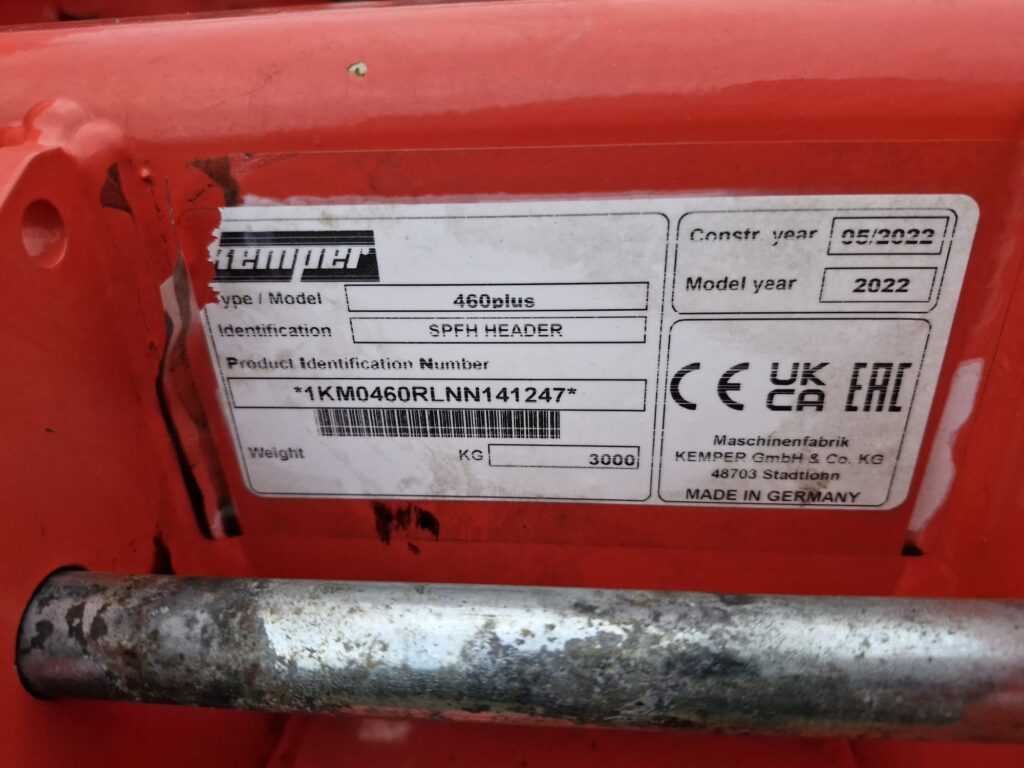 Kemper
Type / Model 460plus
Identification SPFH HEADER
Product Identification Number
*1KM0460RLNN141247*
Weight KG 3000
Constr. year 05/2022
Model year 2022
CE UK CA EAC
Maschinenfabrik
KEMPER GmbH & Co. KG
48703 Stadtlohn
MADE IN GERMANY